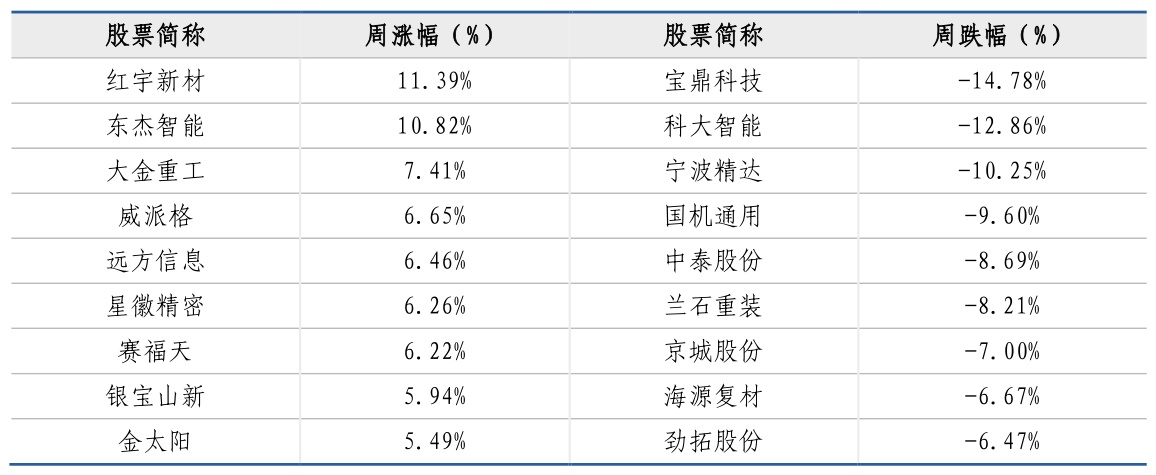 股票简称 周涨幅（%） 股票简称 周跌幅（%）
红宇新材 11.39% 宝鼎科技 -14.78%
东杰智能 10.82% 科大智能 -12.86%
大金重工 7.41% 宁波精达 -10.25%
威派格 6.65% 国机通用 -9.60%
远方信息 6.46% 中泰股份 -8.69%
星徽精密 6.26% 兰石重装 -8.21%
赛福天 6.22% 京城股份 -7.00%
银宝山新 5.94% 海源复材 -6.67%
金太阳 5.49% 劲拓股份 -6.47%